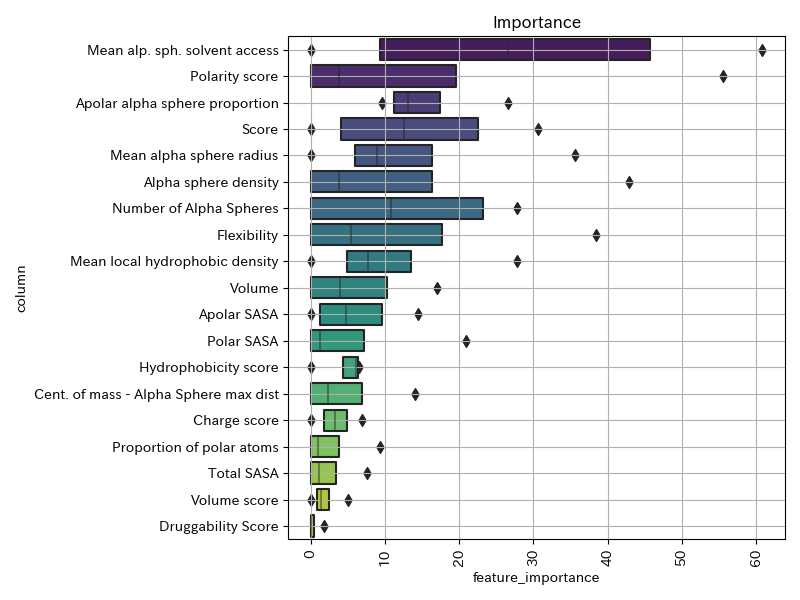 Importance
Mean alp. sph. solvent access
Polarity score
Apolar alpha sphere proportion
Score
Mean alpha sphere radius
Alpha sphere density
Number of Alpha Spheres
Flexibility
Mean local hydrophobic density
Volume
Apolar SASA
Polar SASA
Hydrophobicity score
Cent. of mass - Alpha Sphere max dist
Charge score
Proportion of polar atoms
Total SASA
Volume score
Druggability Score
column
0 10 20 30 40 50 60
feature_importance